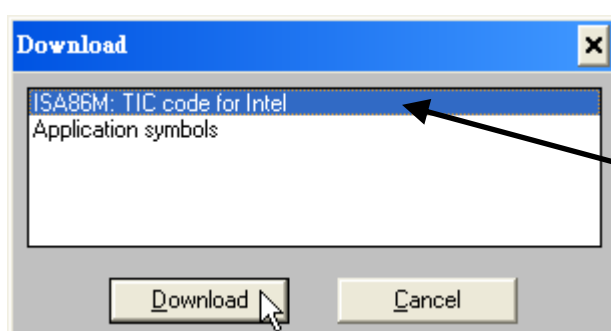 Download
ISA86M: TIC code for Intel
Application symbols
Download Cancel